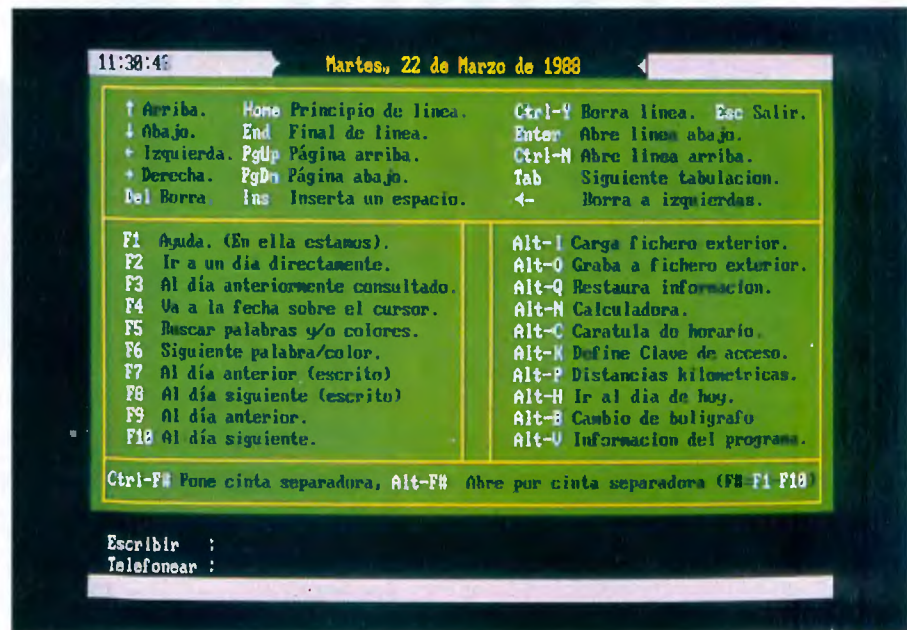 11:30:4
Martes, 22 de Marzo de 1988
↑ Arriba. Home Principio de linea. Ctrl-Y Borra linea. Esc Salir.
↓ Abajo. End Final de linea. Enter Abre linea abajo.
← Izquierda. PgUp Página arriba. Ctrl-N Abre linea arriba.
→ Derecha. PgDn Página abajo. Tab Siguiente tabulacion.
Del Borra Ins Inserta un espacio. ◄─ Borra a izquierdas.
F1 Ayuda. (En ella estamos). Alt-I Carga fichero exterior.
F2 Ir a un dia directamente. Alt-O Graba a fichero exterior.
F3 Al día anteriormente consultado. Alt-Q Restaura informacion.
F4 Va a la fecha sobre el cursor. Alt-N Calculadora.
F5 Buscar palabras y/o colores. Alt-C Caratula de horario.
F6 Siguiente palabra/color. Alt-K Define Clave de acceso.
F7 Al día anterior (escrito) Alt-P Distancias kilometricas.
F8 Al día siguiente (escrito) Alt-H Ir al dia de hoy.
F9 Al día anterior. Alt-B Cambio de boligrafo
F10 Al día siguiente. Alt-V Informacion del programa.
Ctrl-F# Pone cinta separadora, Alt-F# Abre por cinta separadora (F# F1-F10)
Escribir :
Telefonear :